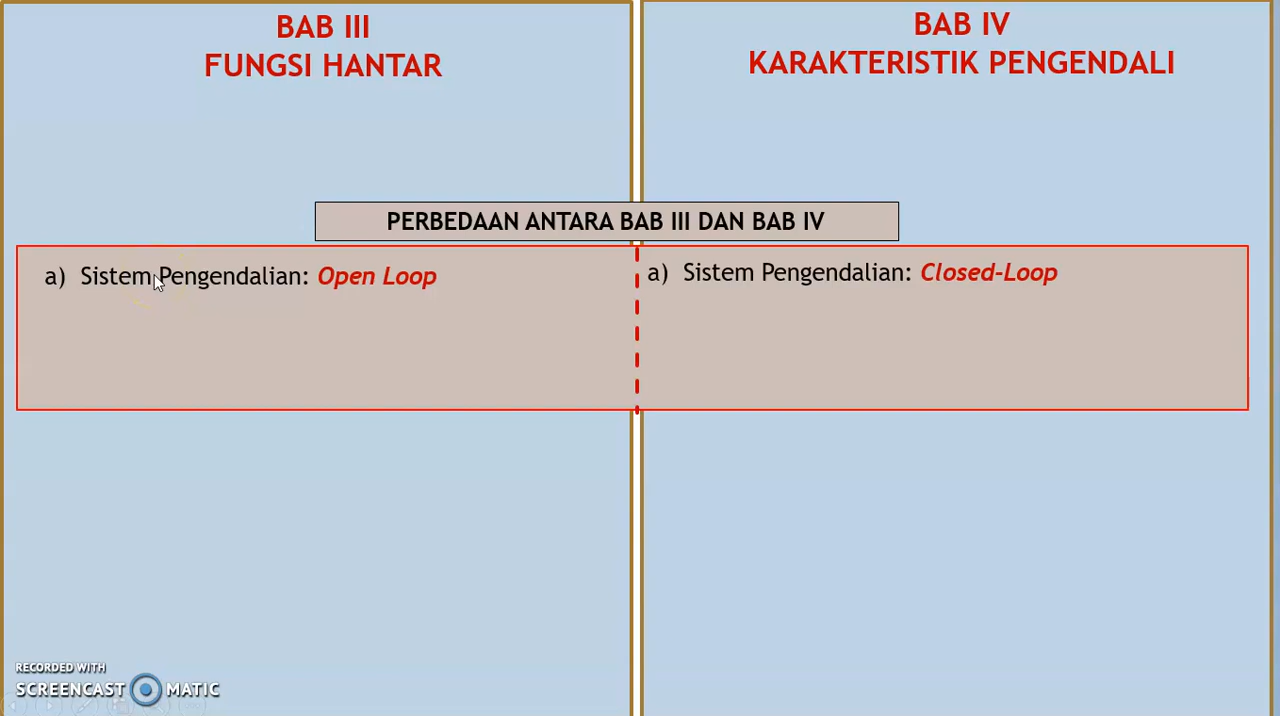 BAB III
FUNGSI HANTAR
BAB IV
KARAKTERISTIK PENGENDALI
PERBEDAAN ANTARA BAB III DAN BAB IV
a) Sistem Pengendalian: Open Loop
a) Sistem Pengendalian: Closed-Loop
RECORDED WITH
SCREENCAST MATIC